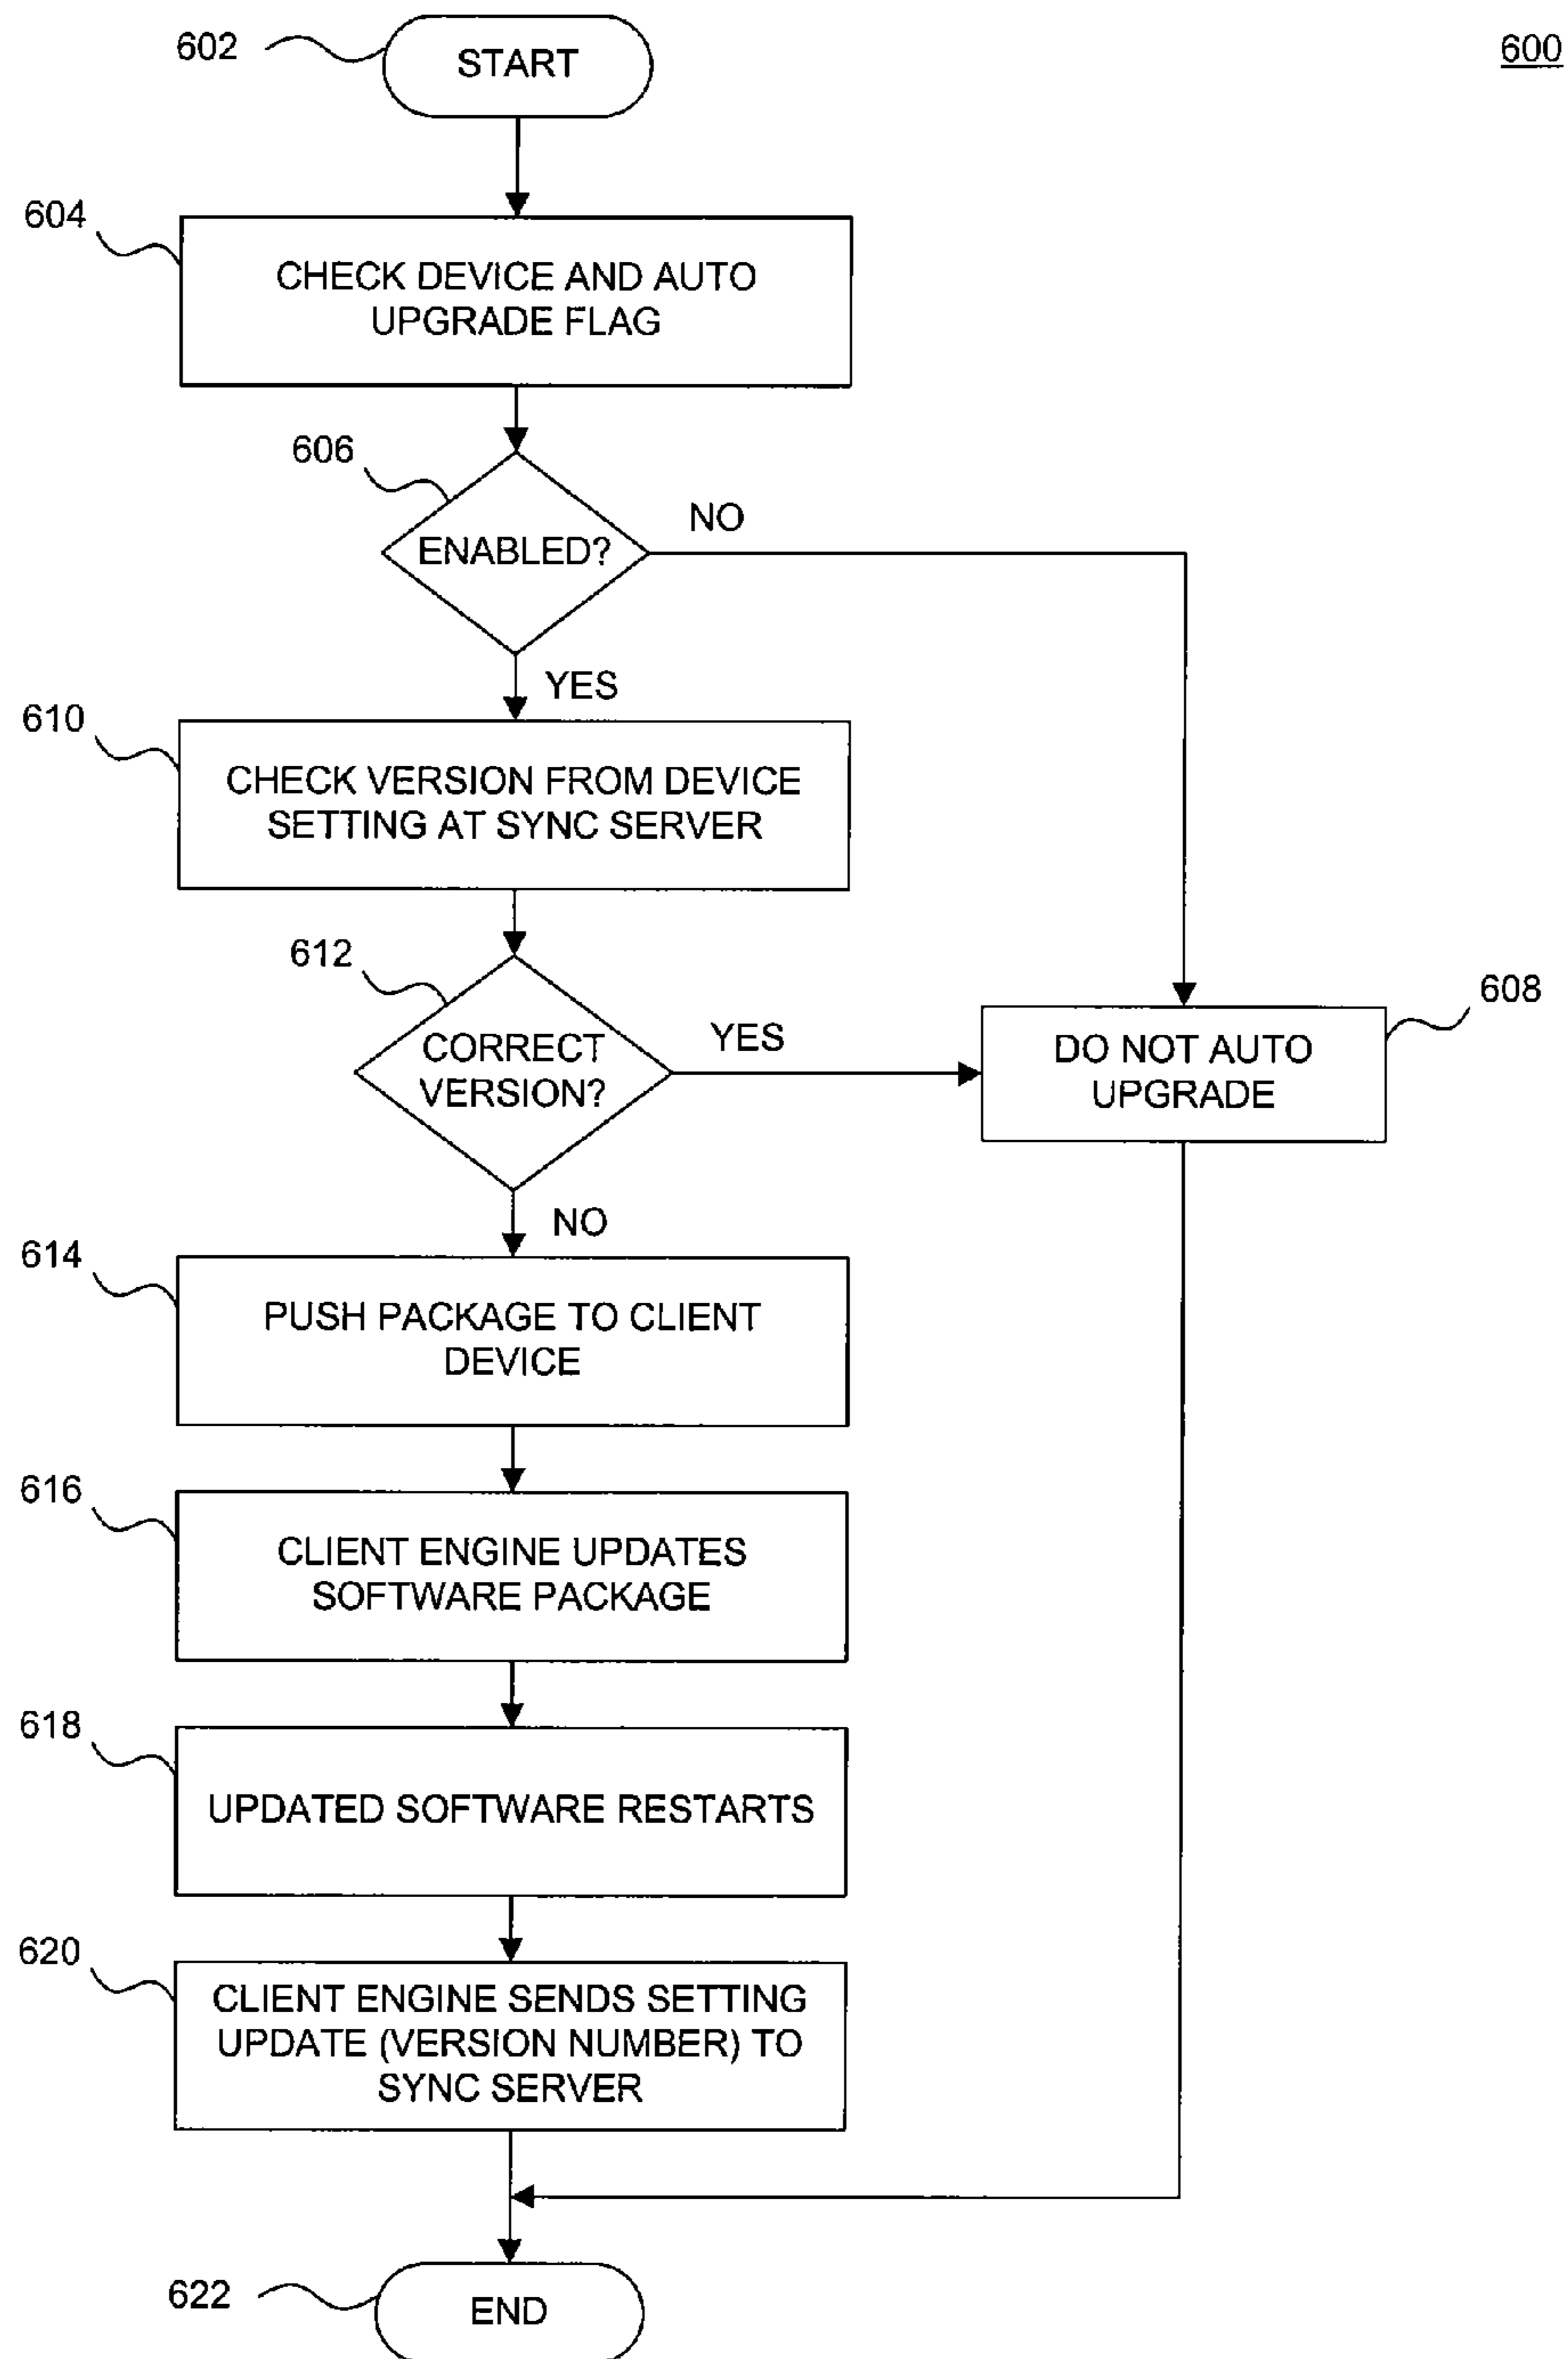 600
602
START
604
CHECK DEVICE AND AUTO
UPGRADE FLAG
606
ENABLED?
NO
YES
610
CHECK VERSION FROM DEVICE
SETTING AT SYNC SERVER
612
CORRECT
VERSION?
YES
608
DO NOT AUTO
UPGRADE
NO
614
PUSH PACKAGE TO CLIENT
DEVICE
616
CLIENT ENGINE UPDATES
SOFTWARE PACKAGE
618
UPDATED SOFTWARE RESTARTS
620
CLIENT ENGINE SENDS SETTING
UPDATE (VERSION NUMBER) TO
SYNC SERVER
622
END